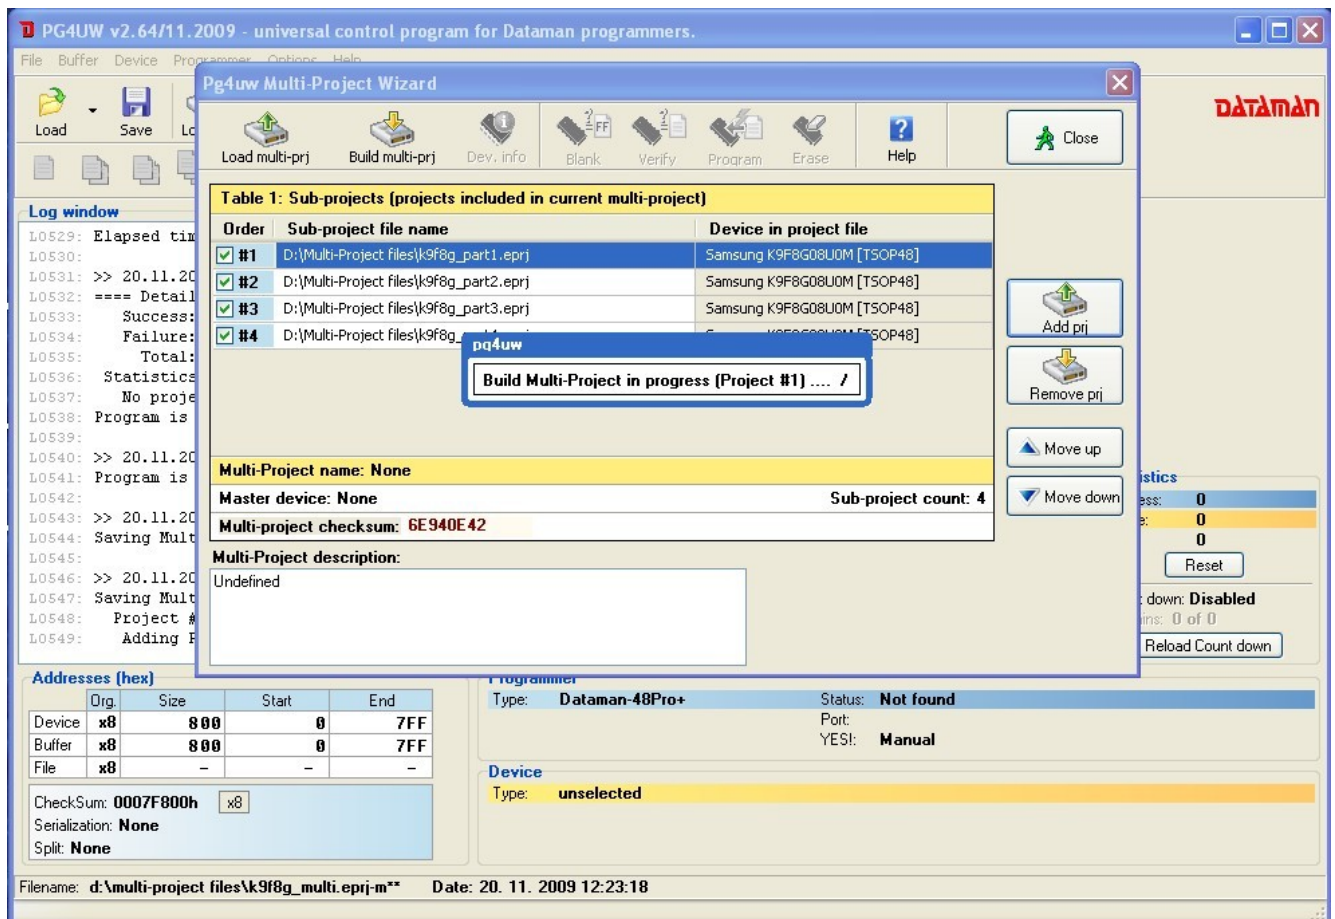 PG4UW v2.64/11.2009 - universal control program for Dataman programmers.
File Buffer Device Programmer Options Help
Load Save
DATAMAN
Pg4uw Multi-Project Wizard
Load multi-prj Build multi-prj Dev. info Blank Verify Program Erase Help Close
Table 1: Sub-projects (projects included in current multi-project)
Order Sub-project file name Device in project file
#1 D:\Multi-Project files\k9f8g_part1.eprj Samsung K9F8G08U0M [TSOP48]
#2 D:\Multi-Project files\k9f8g_part2.eprj Samsung K9F8G08U0M [TSOP48]
#3 D:\Multi-Project files\k9f8g_part3.eprj Samsung K9F8G08U0M [TSOP48]
#4 D:\Multi-Project files\k9f8g_
pg4uw
Build Multi-Project in progress (Project #1) .... /
Add prj
Remove prj
Move up
Move down
Multi-Project name: None
Master device: None Sub-project count: 4
Multi-project checksum: 6E940E42
Multi-Project description:
Undefined
Log window
L0529: Elapsed tim
L0530:
L0531: >> 20.11.20
L0532: ==== Detail
L0533: Success:
L0534: Failure:
L0535: Total:
L0536: Statistics
L0537: No proje
L0538: Program is
L0539:
L0540: >> 20.11.20
L0541: Program is
L0542:
L0543: >> 20.11.20
L0544: Saving Mult
L0545:
L0546: >> 20.11.20
L0547: Saving Mult
L0548: Project #
L0549: Adding P
istics
ess: 0
e: 0
0
Reset
down: Disabled
ins: 0 of 0
Reload Count down
Addresses (hex)
Org. Size Start End
Device x8 800 0 7FF
Buffer x8 800 0 7FF
File x8 - - -
CheckSum: 0007F800h x8
Serialization: None
Split: None
Programmer
Type: Dataman-48Pro+ Status: Not found
Port:
YES!: Manual
Device
Type: unselected
Filename: d:\multi-project files\k9f8g_multi.eprj-m** Date: 20. 11. 2009 12:23:18